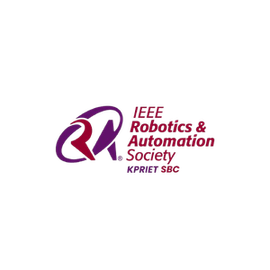 IEEE
Robotics &
Automation
® Society
KPRIET SBC